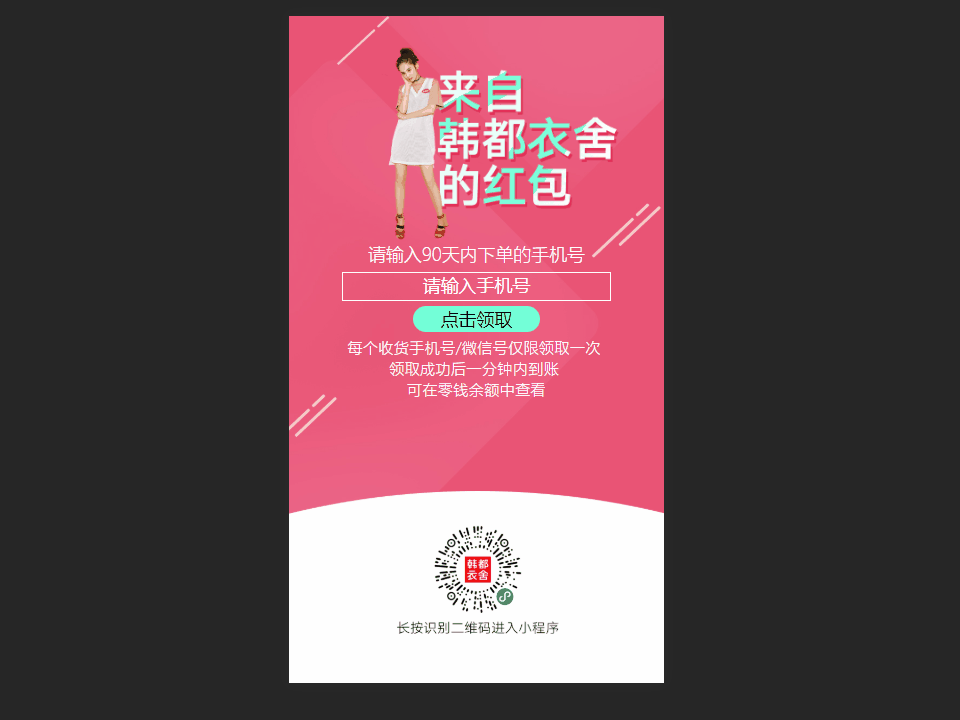 来自
韩都衣舍
的红包
请输入90天内下单的手机号
请输入手机号
点击领取
每个收货手机号/微信号仅限领取一次
领取成功后一分钟内到账
可在零钱余额中查看
韩都
衣舍
长按识别二维码进入小程序